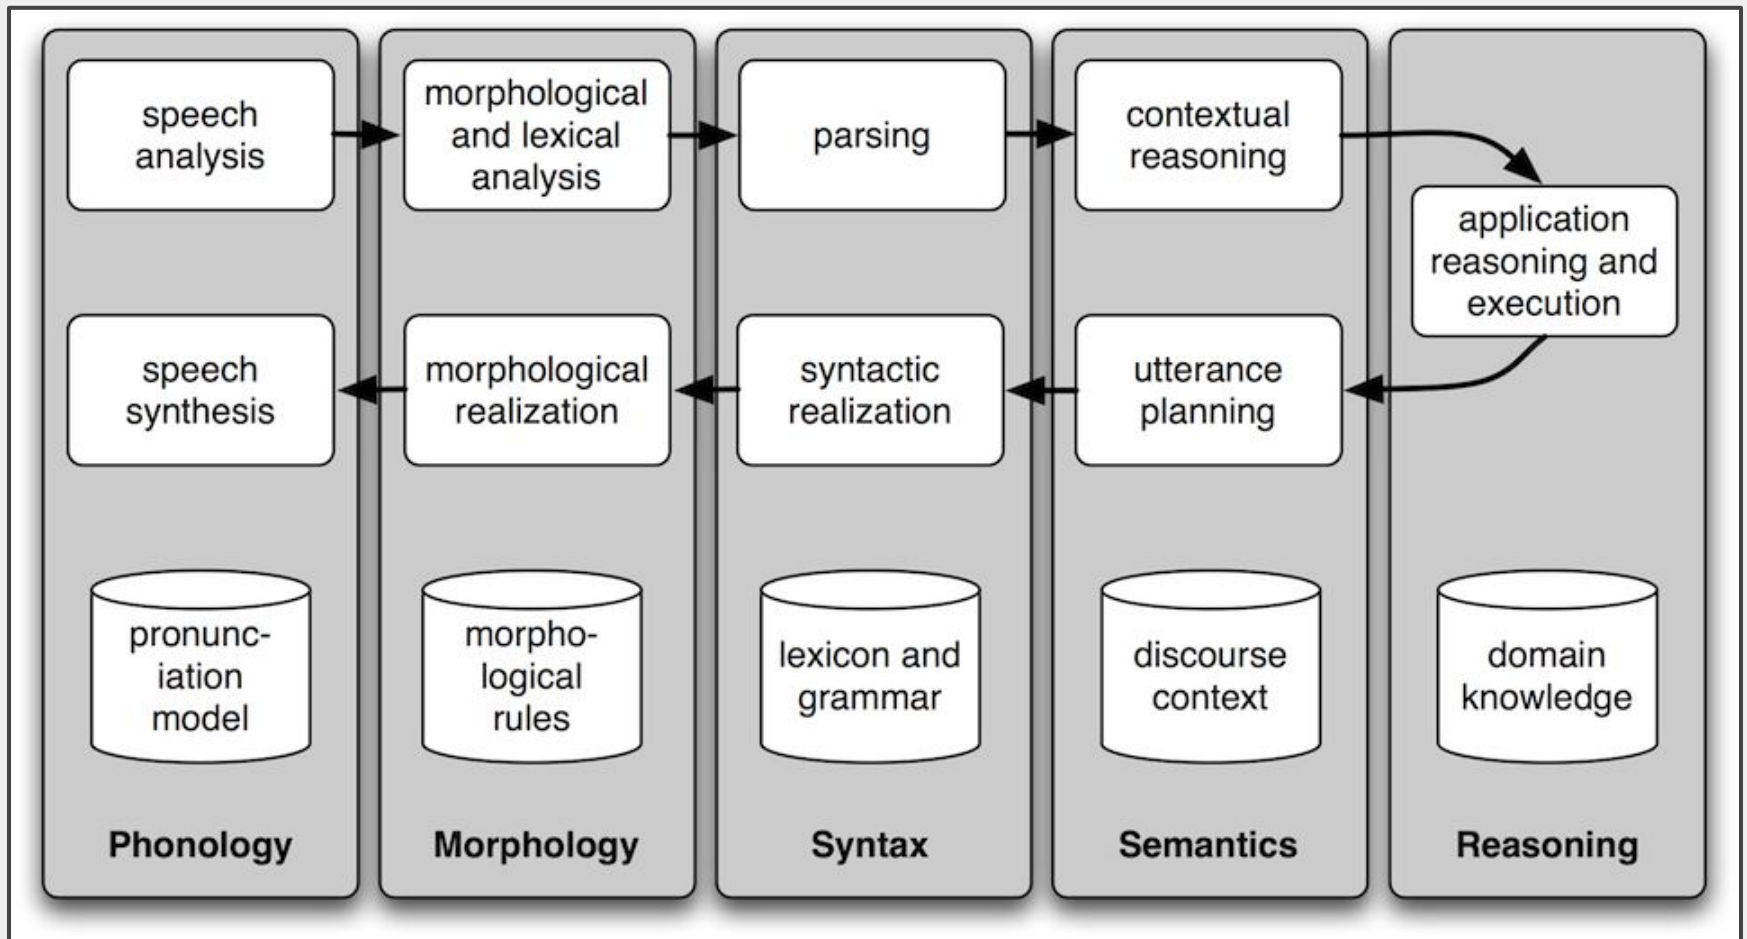 speech
analysis
morphological
and lexical
analysis
parsing
contextual
reasoning
application
reasoning and
execution
speech
synthesis
morphological
realization
syntactic
realization
utterance
planning
pronunc-
iation
model
morpho-
logical
rules
lexicon and
grammar
discourse
context
domain
knowledge
Phonology
Morphology
Syntax
Semantics
Reasoning